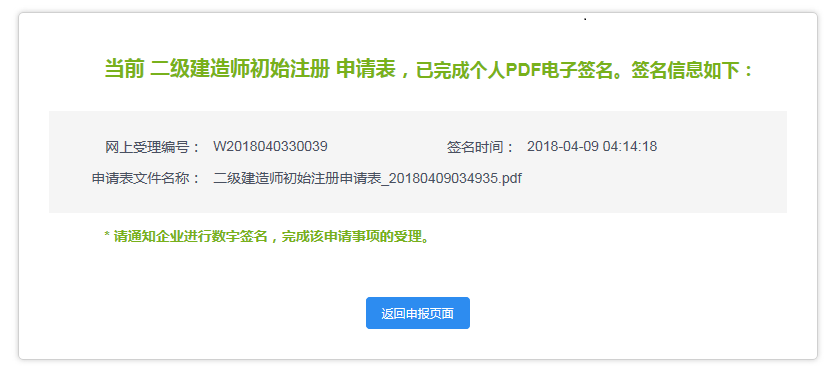 当前 二级建造师初始注册 申请表，已完成个人PDF电子签名。签名信息如下：
网上受理编号： W2018040330039 签名时间： 2018-04-09 04:14:18
申请表文件名称： 二级建造师初始注册申请表_20180409034935.pdf
* 请通知企业进行数字签名，完成该申请事项的受理。
返回申报页面